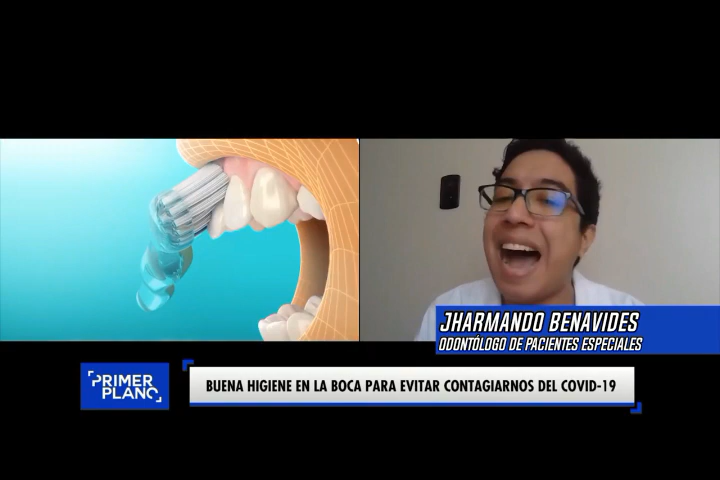 JHARMANDO BENAVIDES
ODONTÓLOGO DE PACIENTES ESPECIALES
PRIMER
PLANO
BUENA HIGIENE EN LA BOCA PARA EVITAR CONTAGIARNOS DEL COVID-19